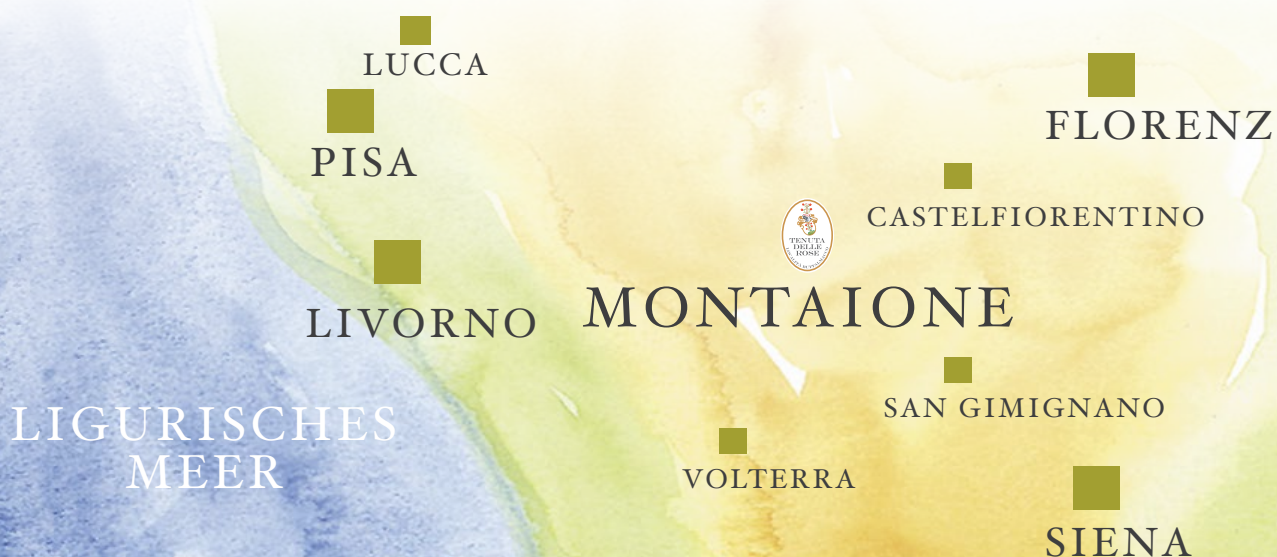 LUCCA
FLORENZ
PISA
CASTELFIORENTINO
TENUTA
DELLE
ROSE
MONTAIONE
LIVORNO
SAN GIMIGNANO
LIGURISCHES
MEER
VOLTERRA
SIENA